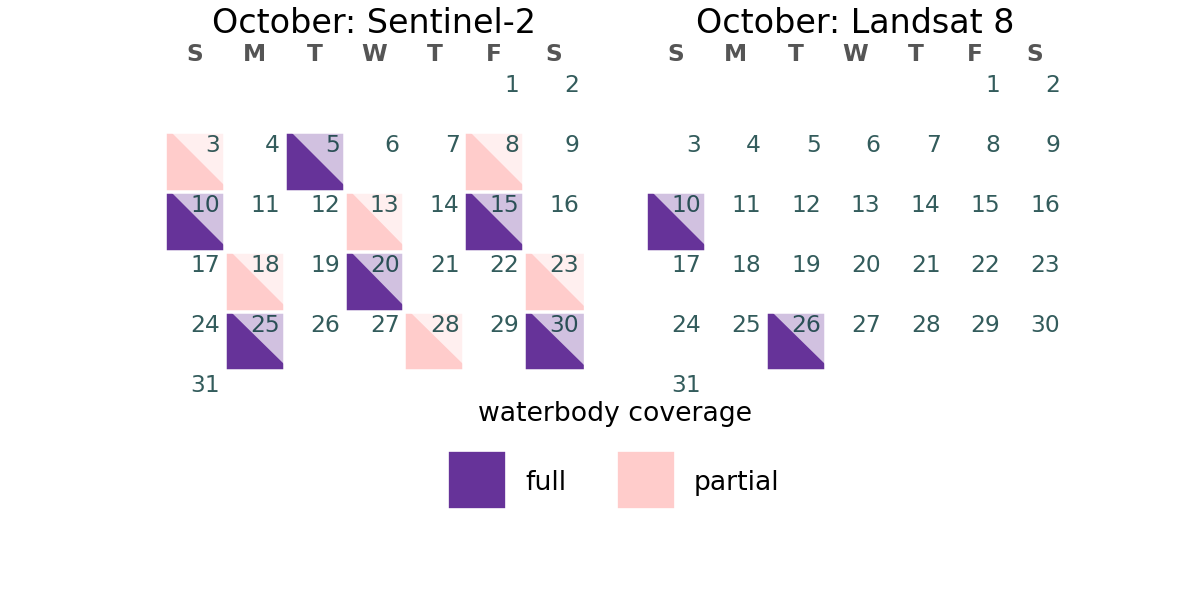 October: Sentinel-2
S M T W T F S
1 2
3 4 5 6 7 8 9
10 11 12 13 14 15 16
17 18 19 20 21 22 23
24 25 26 27 28 29 30
31
October: Landsat 8
S M T W T F S
1 2
3 4 5 6 7 8 9
10 11 12 13 14 15 16
17 18 19 20 21 22 23
24 25 26 27 28 29 30
31
waterbody coverage
full partial